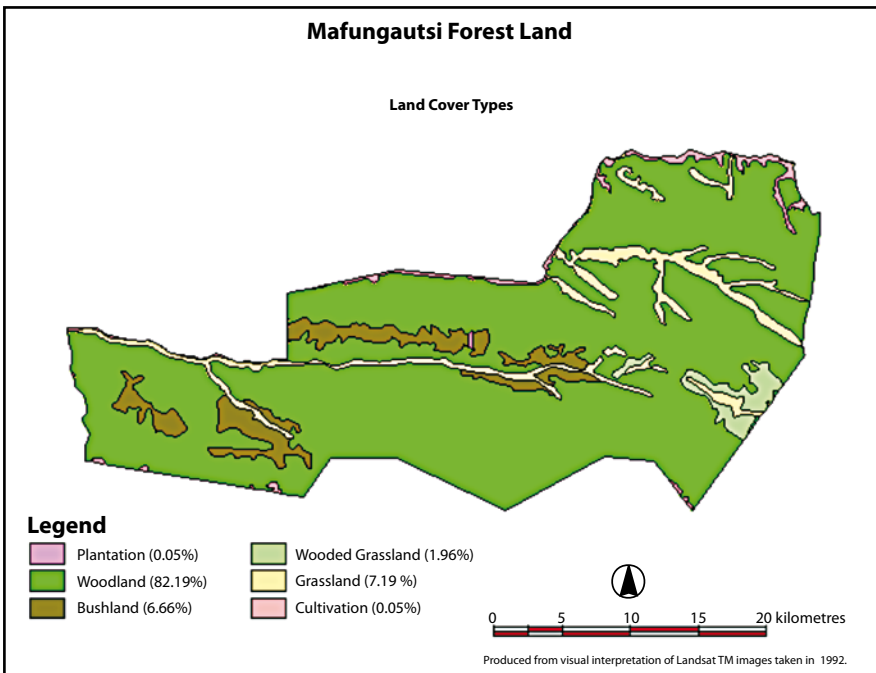 Mafungautsi Forest Land
Land Cover Types
Legend
Plantation (0.05%)
Woodland (82.19%)
Bushland (6.66%)
Wooded Grassland (1.96%)
Grassland (7.19 %)
Cultivation (0.05%)
0 5 10 15 20 kilometres
Produced from visual interpretation of Landsat TM images taken in 1992.